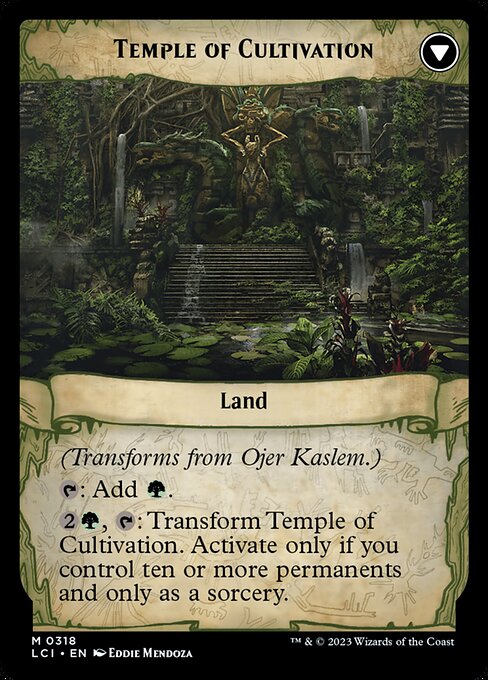 Temple of Cultivation
Land
(Transforms from Ojer Kaslem.)
: Add .
2, : Transform Temple of
Cultivation. Activate only if you
control ten or more permanents
and only as a sorcery.
M 0318
LCI • EN Eddie Mendoza
™ & © 2023 Wizards of the Coast